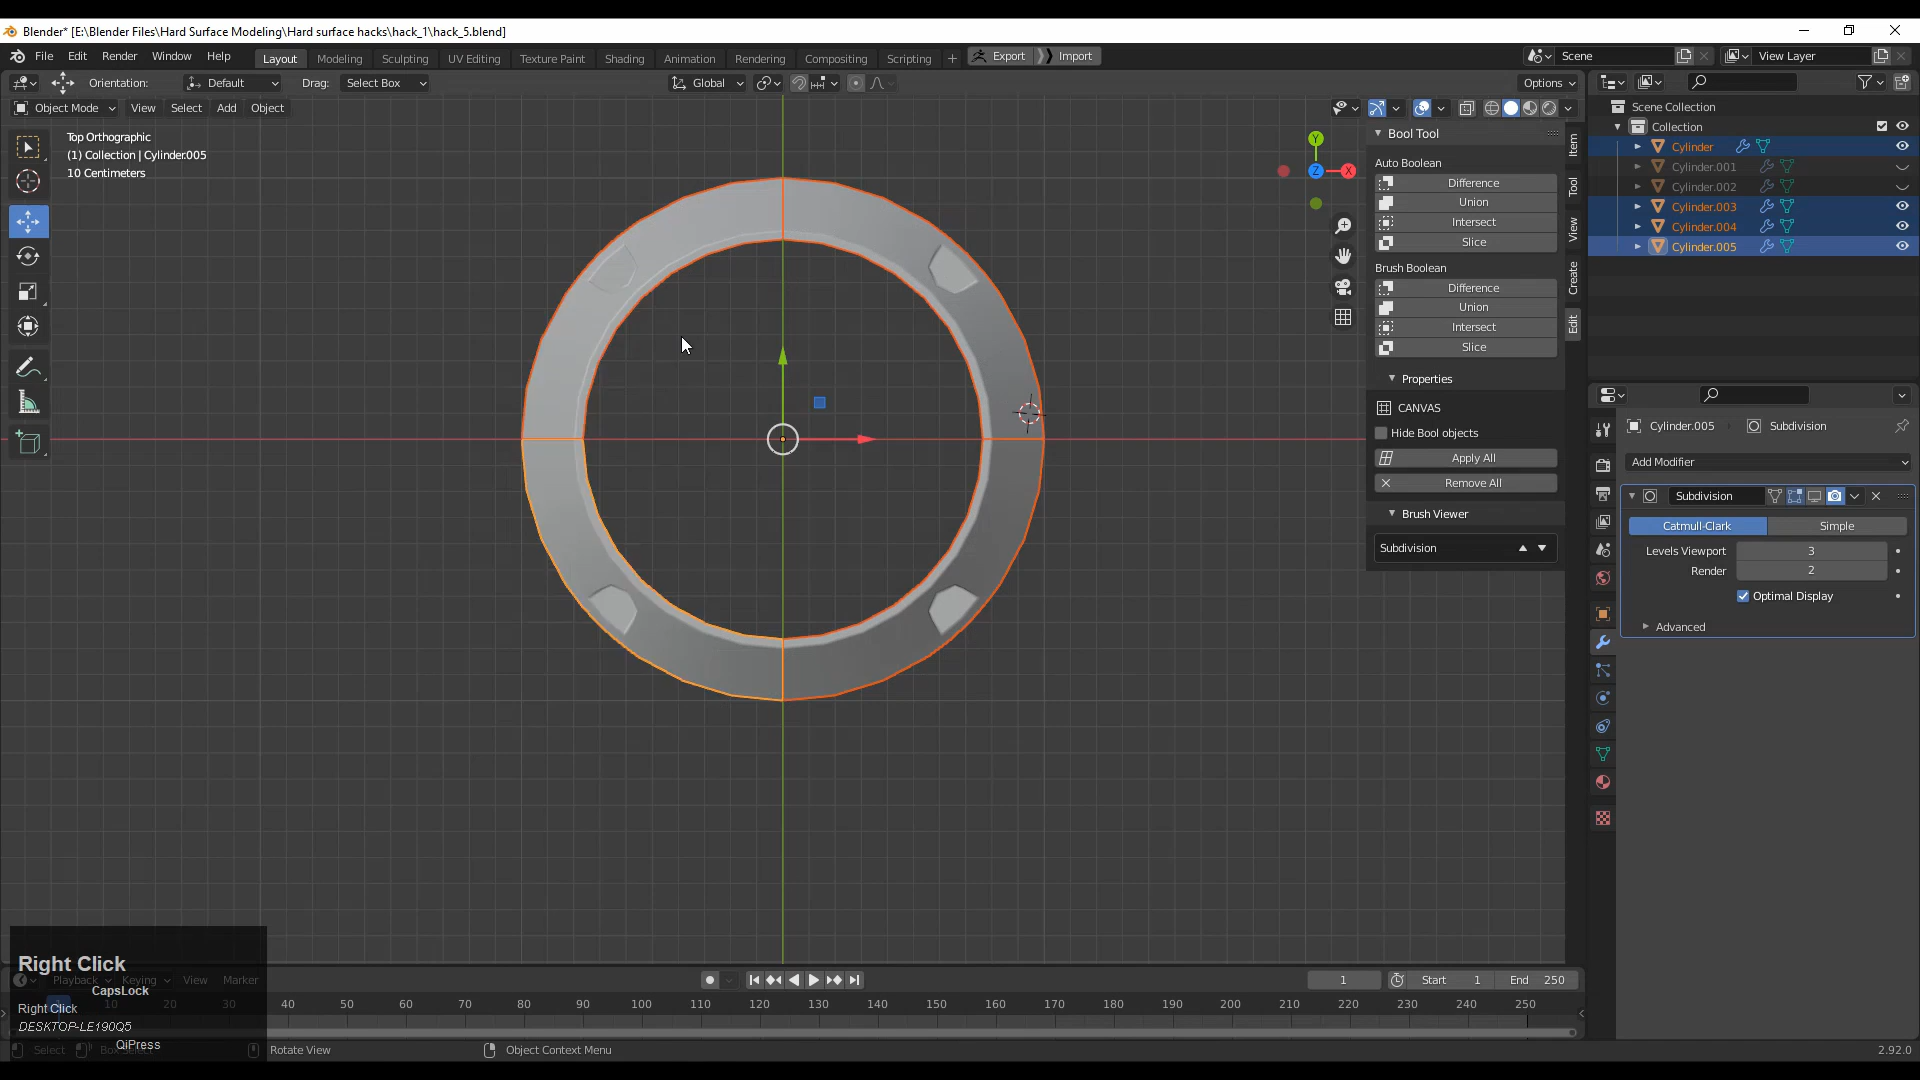 Blender* [E:\Blender Files\Hard Surface Modeling\Hard surface hacks\hack_1\hack_5.blend]
File Edit Render Window Help Layout Modeling Sculpting UV Editing Texture Paint Shading Animation Rendering Compositing Scripting + Export Import Scene View Layer
Orientation: Default Drag: Select Box Global Options
Object Mode View Select Add Object
Top Orthographic
(1) Collection | Cylinder.005
10 Centimeters
Y
Z
X
Bool Tool
Auto Boolean
Difference
Union
Intersect
Slice
Brush Boolean
Difference
Union
Intersect
Slice
Properties
CANVAS
Hide Bool objects
Apply All
Remove All
Brush Viewer
Subdivision
Item
Tool
View
Create
Edit
Scene Collection
Collection
Cylinder
Cylinder.001
Cylinder.002
Cylinder.003
Cylinder.004
Cylinder.005
Cylinder.005 Subdivision
Add Modifier
Subdivision
Catmull-Clark Simple
Levels Viewport 3
Render 2
Optimal Display
Advanced
Right Click
CapsLock
Right Click
DESKTOP-LE190Q5
QiPress
Playback Keying View Marker 1 Start 1 End 250
1 10 20 30 40 50 60 70 80 90 100 110 120 130 140 150 160 170 180 190 200 210 220 230 240 250
Select Box Select Rotate View Object Context Menu 2.92.0